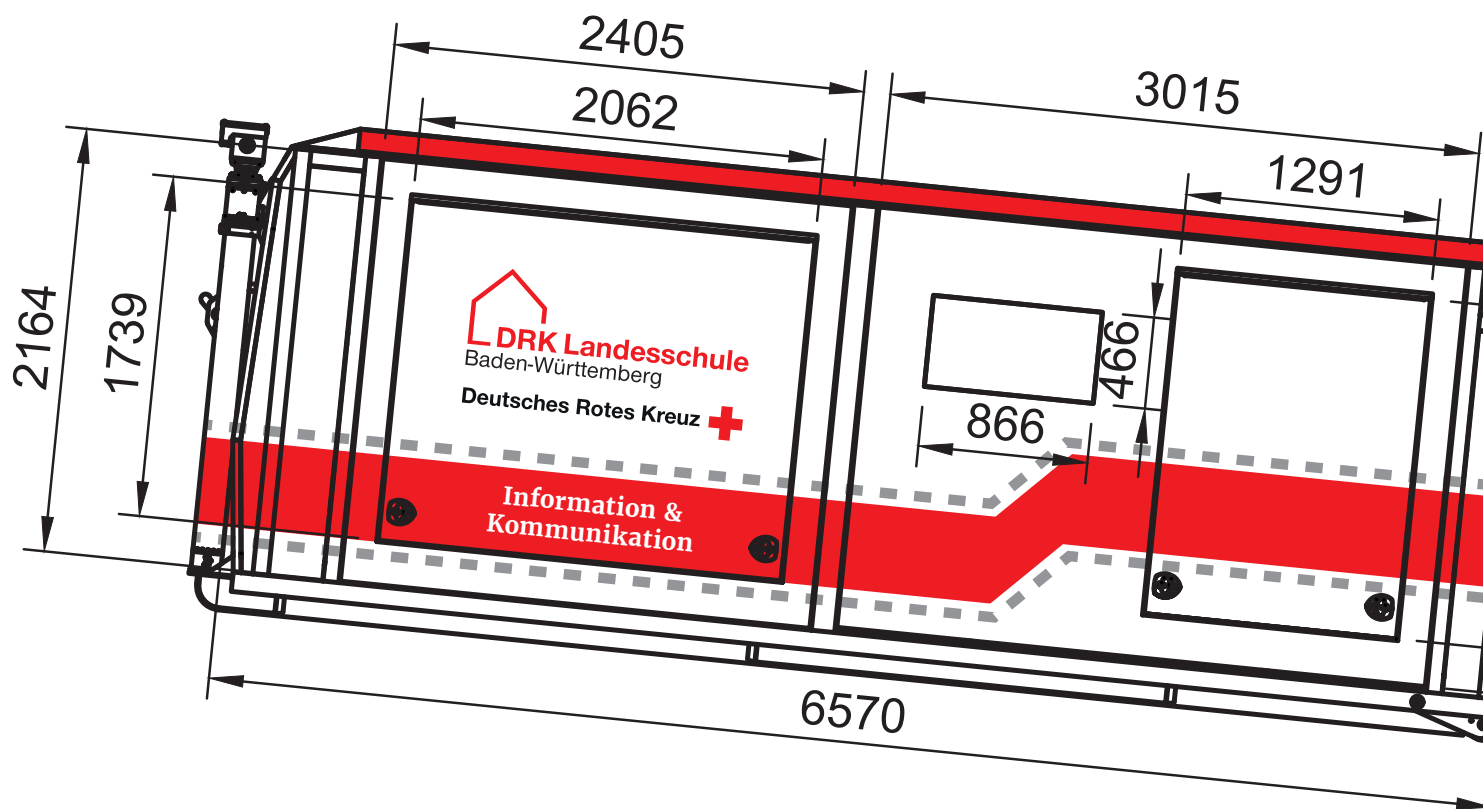 2405
3015
2062
1291
2164
1739
466
866
DRK Landesschule
Baden-Württemberg
Deutsches Rotes Kreuz
Information &
Kommunikation
6570